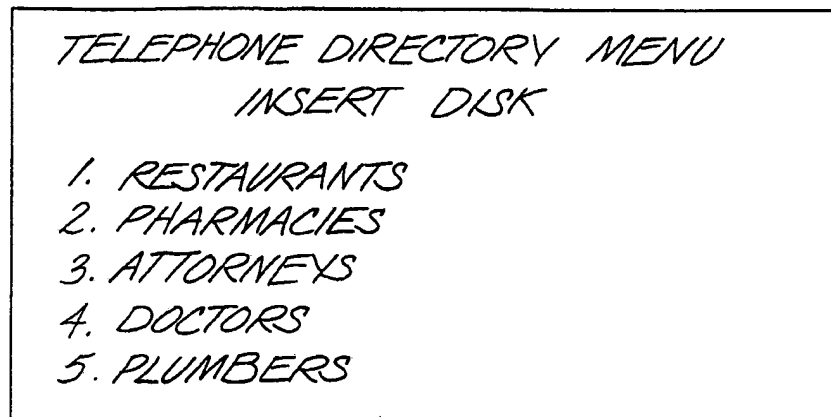 TELEPHONE DIRECTORY MENU
INSERT DISK
1. RESTAURANTS
2. PHARMACIES
3. ATTORNEYS
4. DOCTORS
5. PLUMBERS